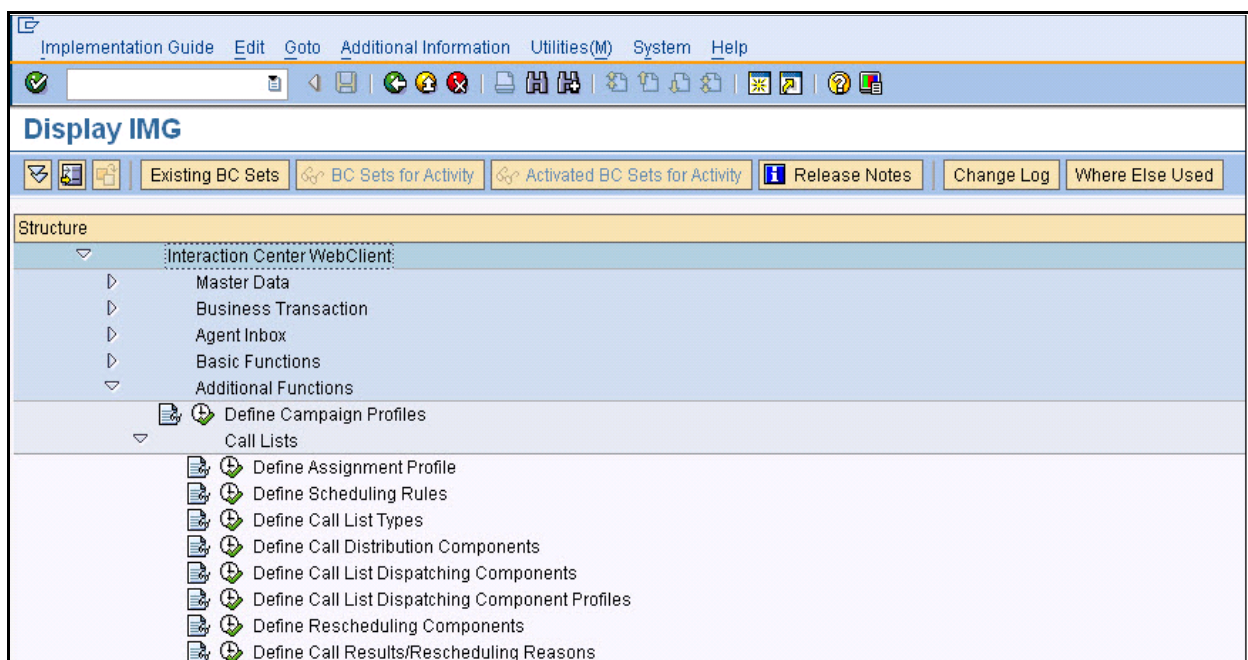 Implementation Guide Edit Goto Additional Information Utilities(M) System Help
Display IMG
Existing BC Sets BC Sets for Activity Activated BC Sets for Activity Release Notes Change Log Where Else Used
Structure
Interaction Center WebClient
Master Data
Business Transaction
Agent Inbox
Basic Functions
Additional Functions
Define Campaign Profiles
Call Lists
Define Assignment Profile
Define Scheduling Rules
Define Call List Types
Define Call Distribution Components
Define Call List Dispatching Components
Define Call List Dispatching Component Profiles
Define Rescheduling Components
Define Call Results/Rescheduling Reasons